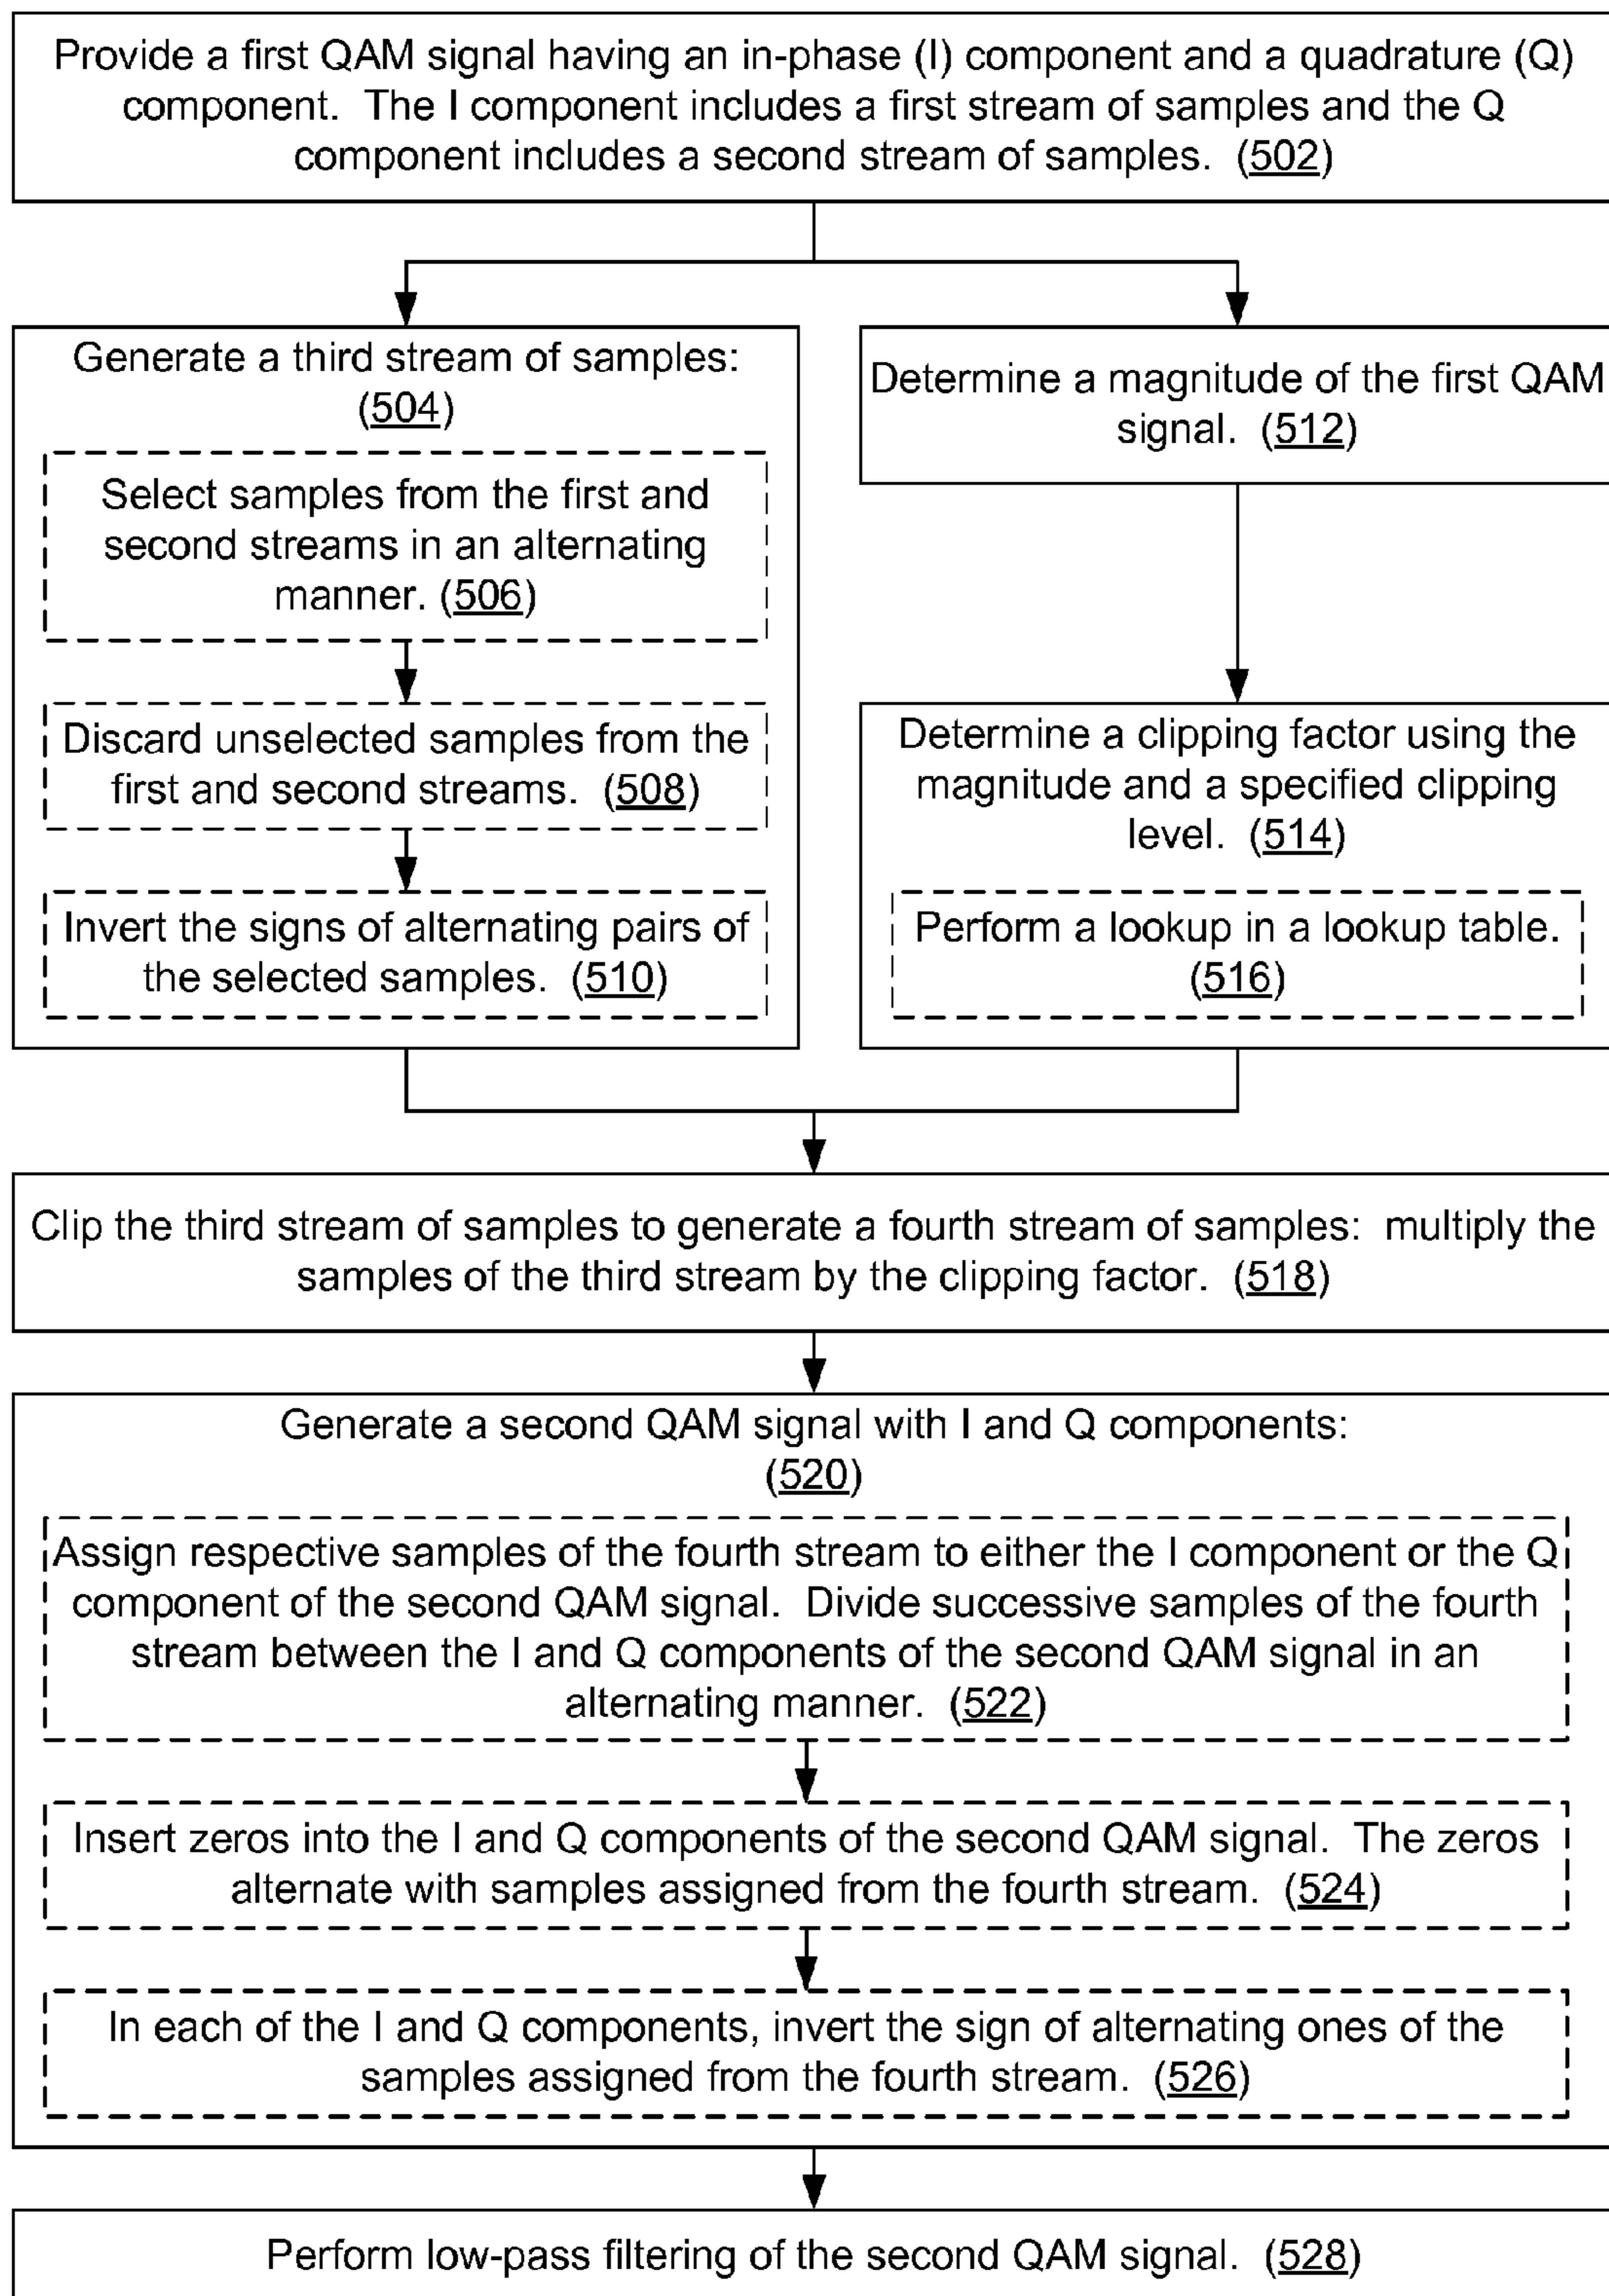 Provide a first QAM signal having an in-phase (I) component and a quadrature (Q)
component. The I component includes a first stream of samples and the Q
component includes a second stream of samples. (502)
Generate a third stream of samples:
(504)
Select samples from the first and
second streams in an alternating
manner. (506)
Discard unselected samples from the
first and second streams. (508)
Invert the signs of alternating pairs of
the selected samples. (510)
Determine a magnitude of the first QAM
signal. (512)
Determine a clipping factor using the
magnitude and a specified clipping
level. (514)
Perform a lookup in a lookup table.
(516)
Clip the third stream of samples to generate a fourth stream of samples: multiply the
samples of the third stream by the clipping factor. (518)
Generate a second QAM signal with I and Q components:
(520)
Assign respective samples of the fourth stream to either the I component or the Q
component of the second QAM signal. Divide successive samples of the fourth
stream between the I and Q components of the second QAM signal in an
alternating manner. (522)
Insert zeros into the I and Q components of the second QAM signal. The zeros
alternate with samples assigned from the fourth stream. (524)
In each of the I and Q components, invert the sign of alternating ones of the
samples assigned from the fourth stream. (526)
Perform low-pass filtering of the second QAM signal. (528)